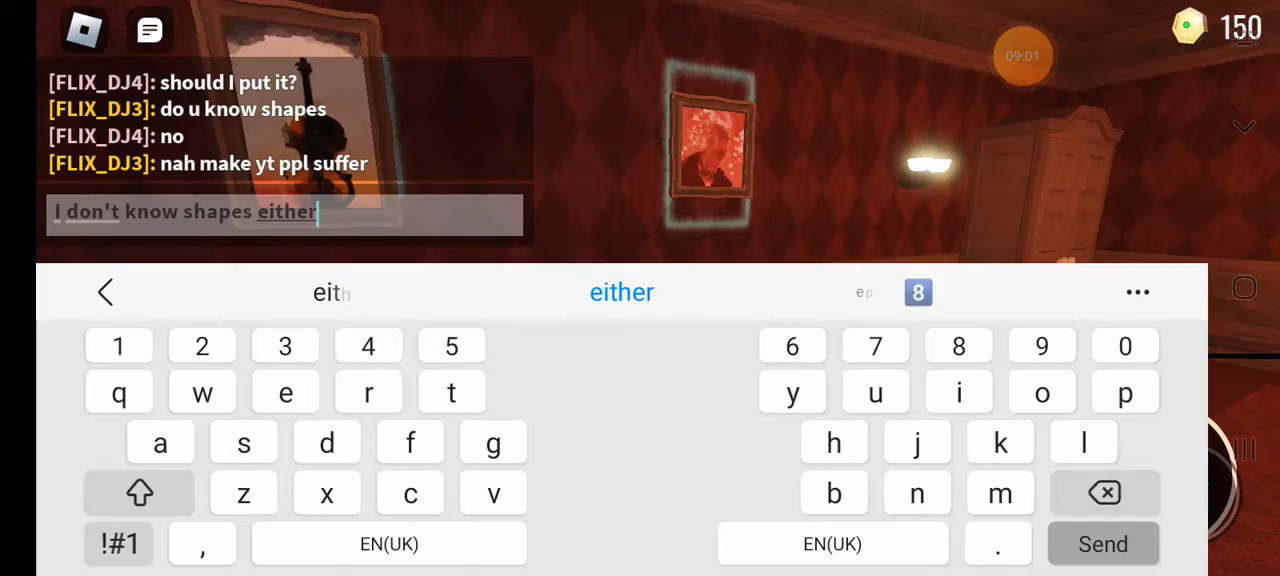 150
09:01
[FLIX_DJ4]: should I put it?
[FLIX_DJ3]: do u know shapes
[FLIX_DJ4]: no
[FLIX_DJ3]: nah make yt ppl suffer
I don't know shapes either
eith either ep 8 •••
1 2 3 4 5 6 7 8 9 0
q w e r t y u i o p
a s d f g h j k l
z x c v b n m
!#1 , EN(UK) EN(UK) . Send